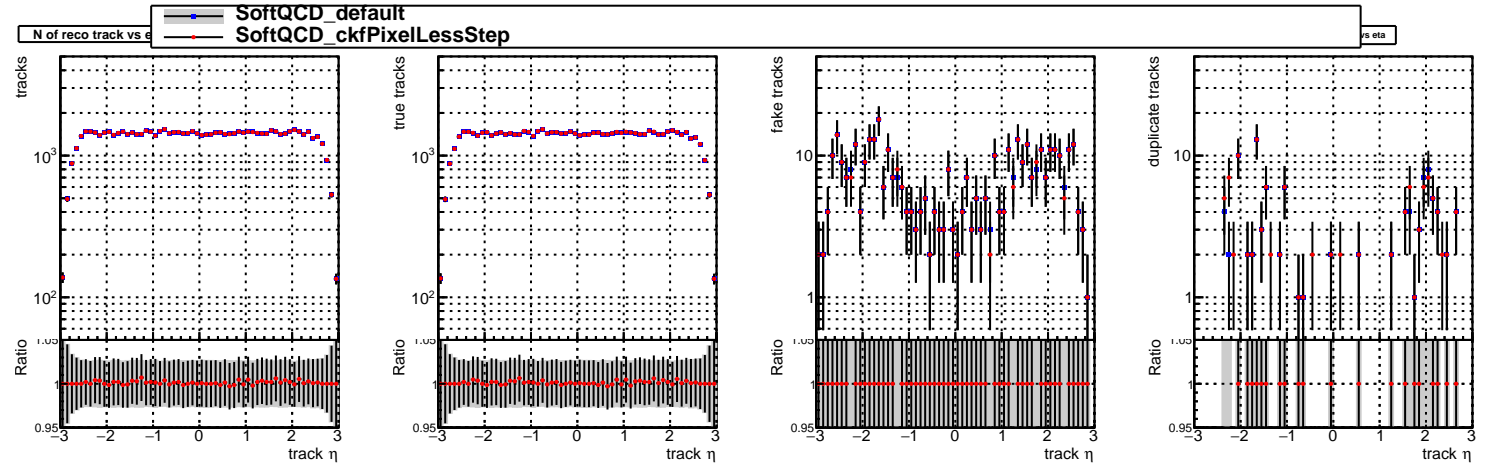 SoftQCD_default
SoftQCD_ckfPixelLessStep
N of reco track vs e
vs eta
tracks
10³
10²
Ratio
1.05
1
0.95
−3 −2 −1 0 1 2 3
track η
true tracks
10³
10²
Ratio
1.05
1
0.95
−3 −2 −1 0 1 2 3
track η
fake tracks
10
1
Ratio
1.05
1
0.95
−3 −2 −1 0 1 2 3
track η
duplicate tracks
10
1
Ratio
1.05
1
0.95
−3 −2 −1 0 1 2 3
track η